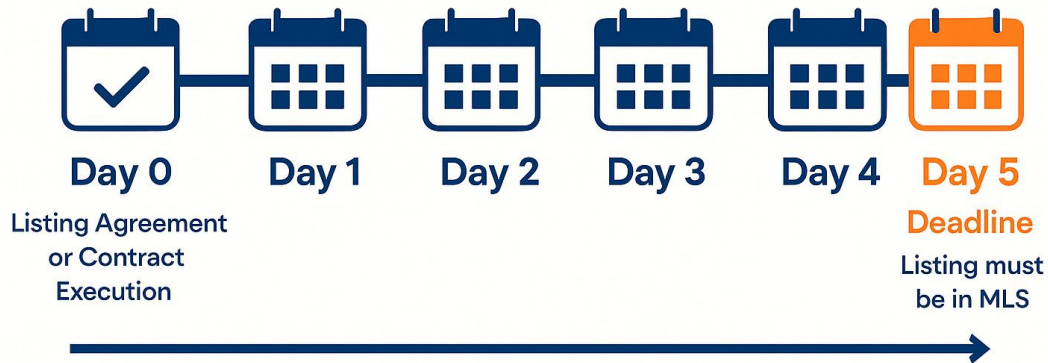 Day 0
Day 1
Day 2
Day 3
Day 4
Day 5
Listing Agreement
or Contract
Execution
Deadline
Listing must
be in MLS